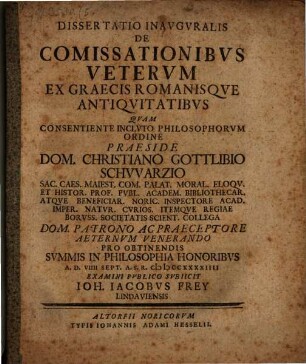 DISSERTATIO INAVGVRALIS
DE
COMISSATIONIBVS
VETERVM
EX GRAECIS ROMANISQVE
ANTIQVITATIBVS
QVAM
CONSENTIENTE INCLVTO PHILOSOPHORVM
ORDINE
PRAESIDE
DOM. CHRISTIANO GOTTLIBIO
SCHVVARZIO
SAC. CAES. MAIEST. COM. PALAT. MORAL. ELOQV.
ET HISTOR. PROF. PVBL. ACADEM. BIBLIOTHECAR.
ATQVE BENEFICIAR. NORIC. INSPECTORE ACAD.
IMPER. NATVR. CVRIOS. ITEMQVE REGIAE
BORVSS. SOCIETATIS SCIENT. COLLEGA
DOM. PATRONO AC PRAECEPTORE
AETERNVM VENERANDO
PRO OBTINENDIS
SVMMIS IN PHILOSOPHIA HONORIBVS
A. D. VIII SEPT. A. S. R. cIɔIɔCCXXXXIIII
EXAMINI PVBLICO SVBIICIT
IOH. IACOBVS FREY
LINDAVIENSIS
ALTORFII NORICORVM
TYPIS IOHANNIS ADAMI HESSELII.